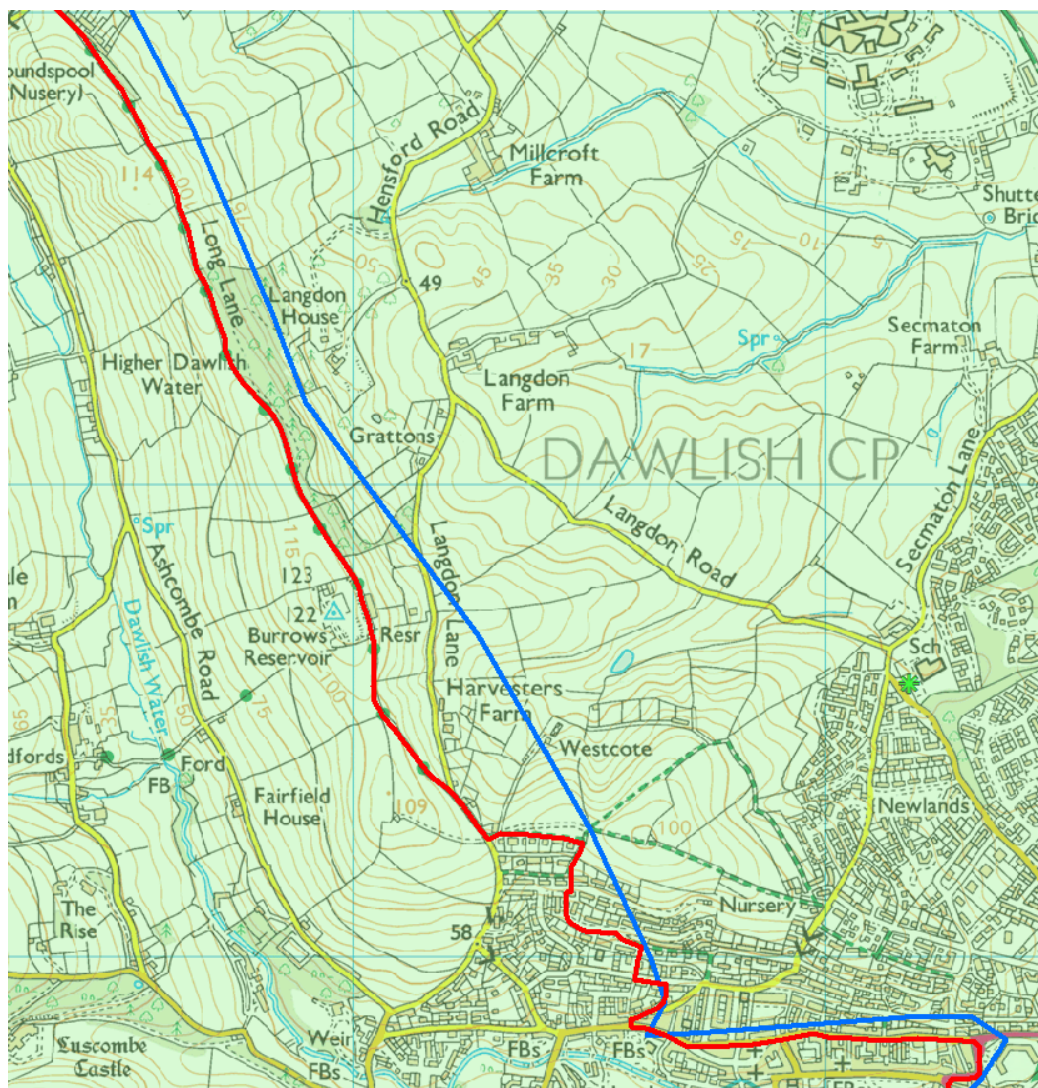 oundspool
(Nusery)
114
100
75
Hensford Road
Millcroft
Farm
Shutte
Brid
Long Lane
50
49
45
35
30
25
15
10
5
Langdon
House
Higher Dawlish
Water
17
Spr
Secmaton
Farm
Langdon
Farm
Grattons
DAWLISH CP
Secmaton Lane
Spr
115
Langdon Road
Langdon Lane
123
22
Burrows
Reservoir
Resr
Ashcombe Road
Dawlish Water
Sch
100
75
65
35
50
Harvesters
Farm
Westcote
dfords
FB
Ford
Fairfield
House
109
100
Newlands
The
Rise
Nursery
58
Weir
FBs
FBs
FBs
Luscombe
Castle